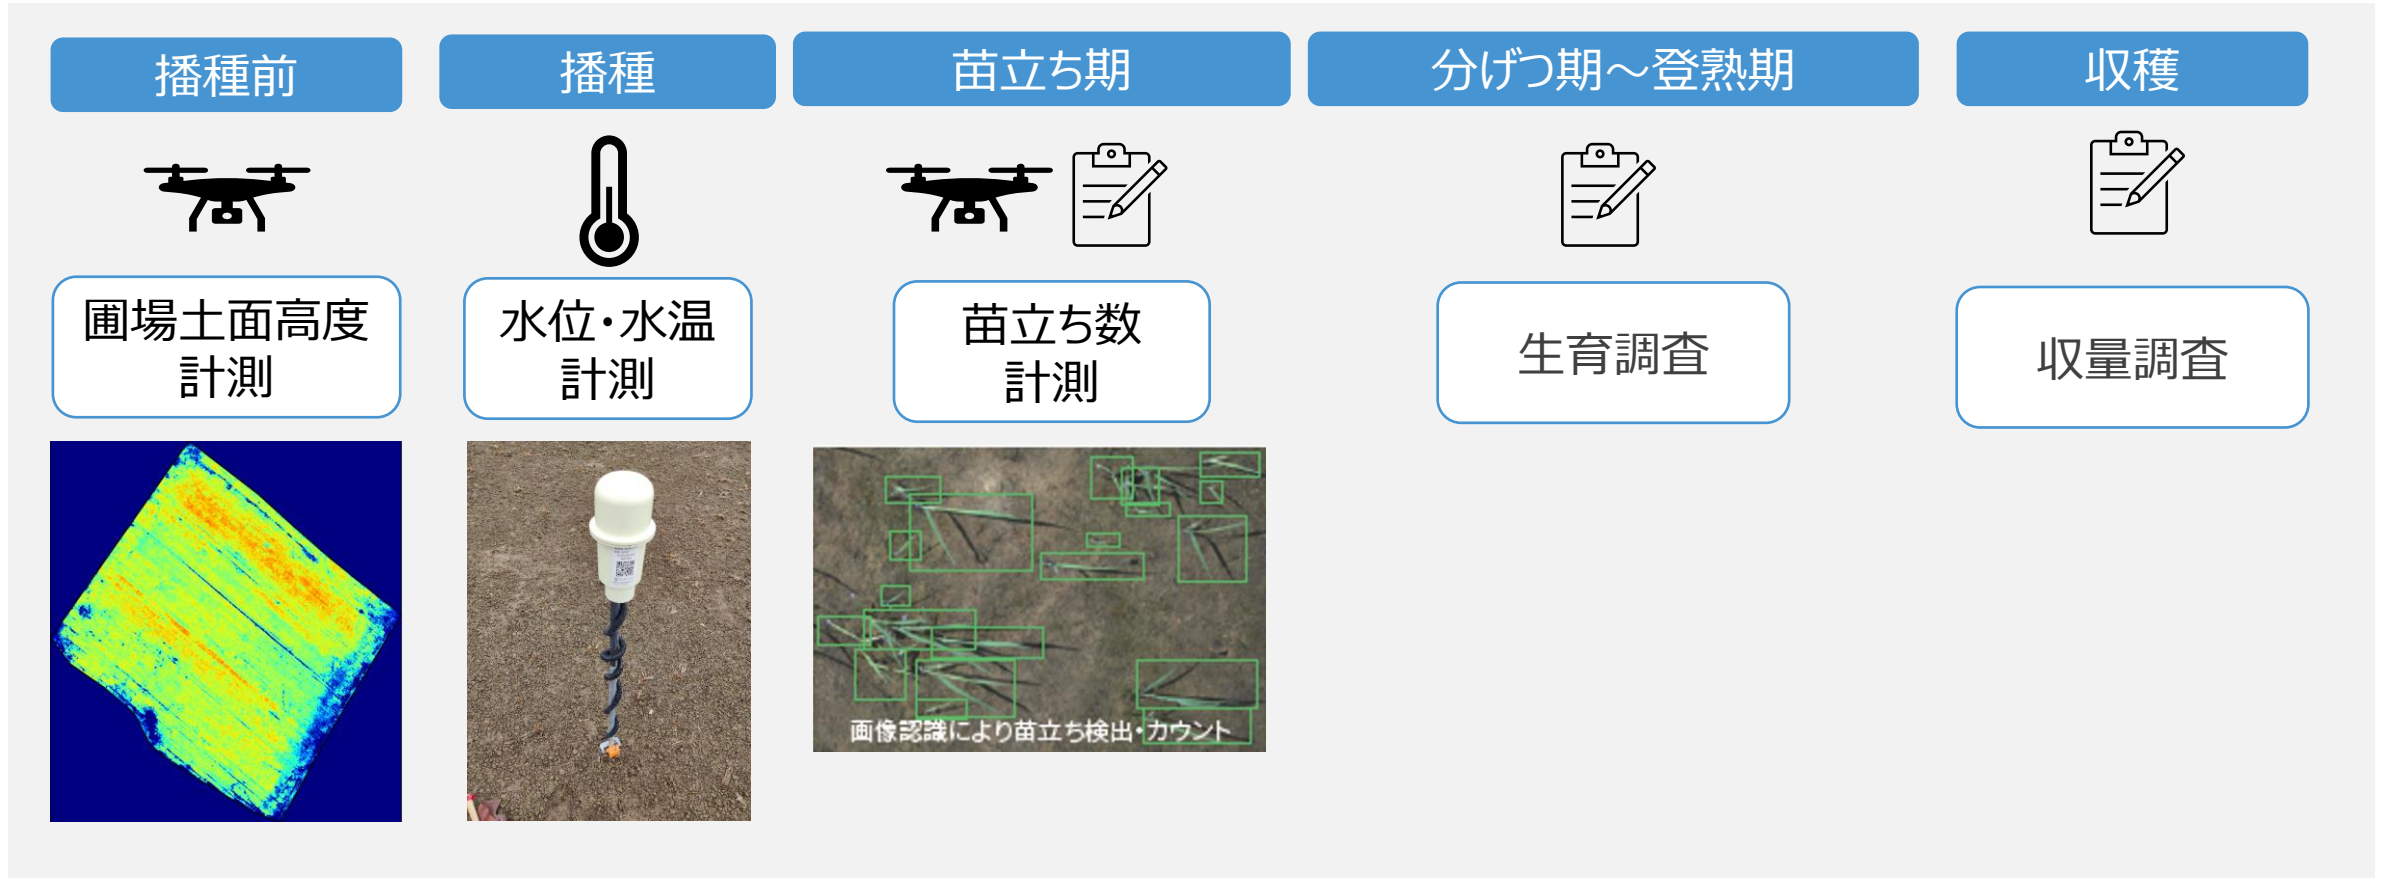 播種前
播種
苗立ち期
分げつ期～登熟期
収穫
圃場土面高度
計測
水位・水温
計測
苗立ち数
計測
生育調査
収量調査
画像認識により苗立ち検出・カウント